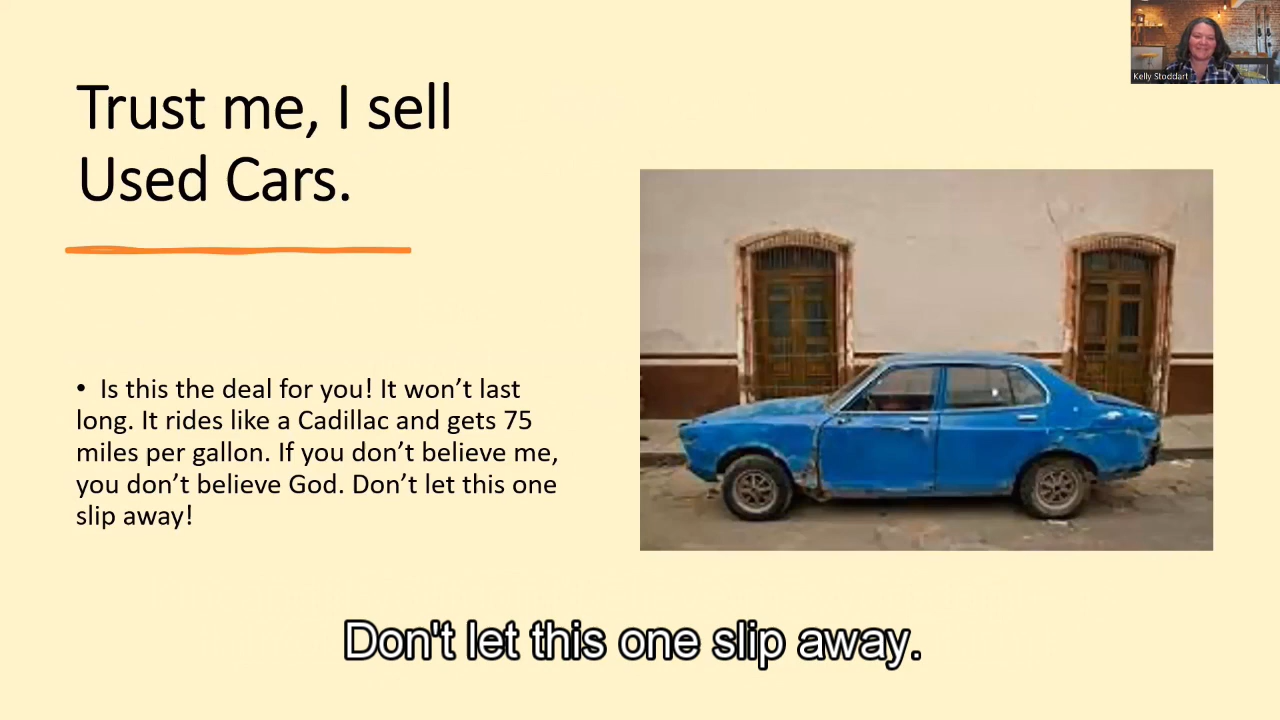 Kelly Stoddart
Trust me, I sell
Used Cars.
• Is this the deal for you! It won’t last
long. It rides like a Cadillac and gets 75
miles per gallon. If you don’t believe me,
you don’t believe God. Don’t let this one
slip away!
Don't let this one slip away.